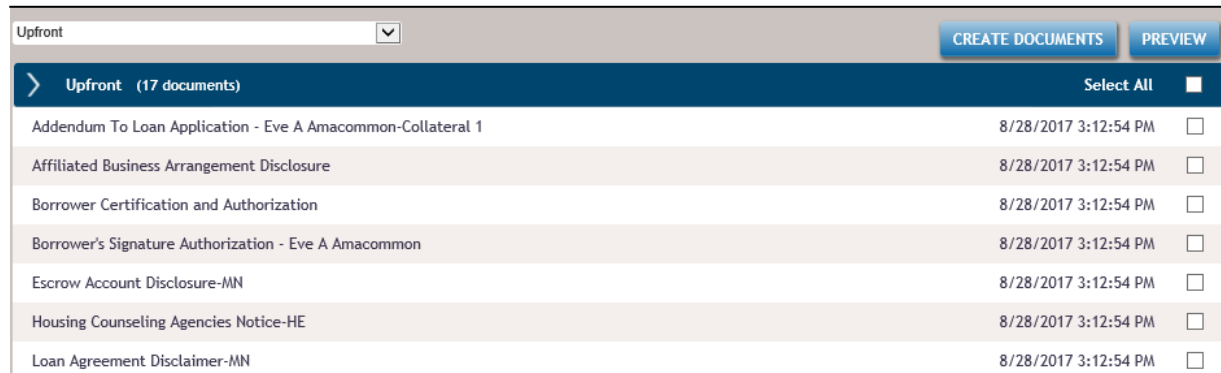 Upfront
CREATE DOCUMENTS PREVIEW
Upfront (17 documents) Select All
Addendum To Loan Application - Eve A Amacommon-Collateral 1 8/28/2017 3:12:54 PM
Affiliated Business Arrangement Disclosure 8/28/2017 3:12:54 PM
Borrower Certification and Authorization 8/28/2017 3:12:54 PM
Borrower's Signature Authorization - Eve A Amacommon 8/28/2017 3:12:54 PM
Escrow Account Disclosure-MN 8/28/2017 3:12:54 PM
Housing Counseling Agencies Notice-HE 8/28/2017 3:12:54 PM
Loan Agreement Disclaimer-MN 8/28/2017 3:12:54 PM